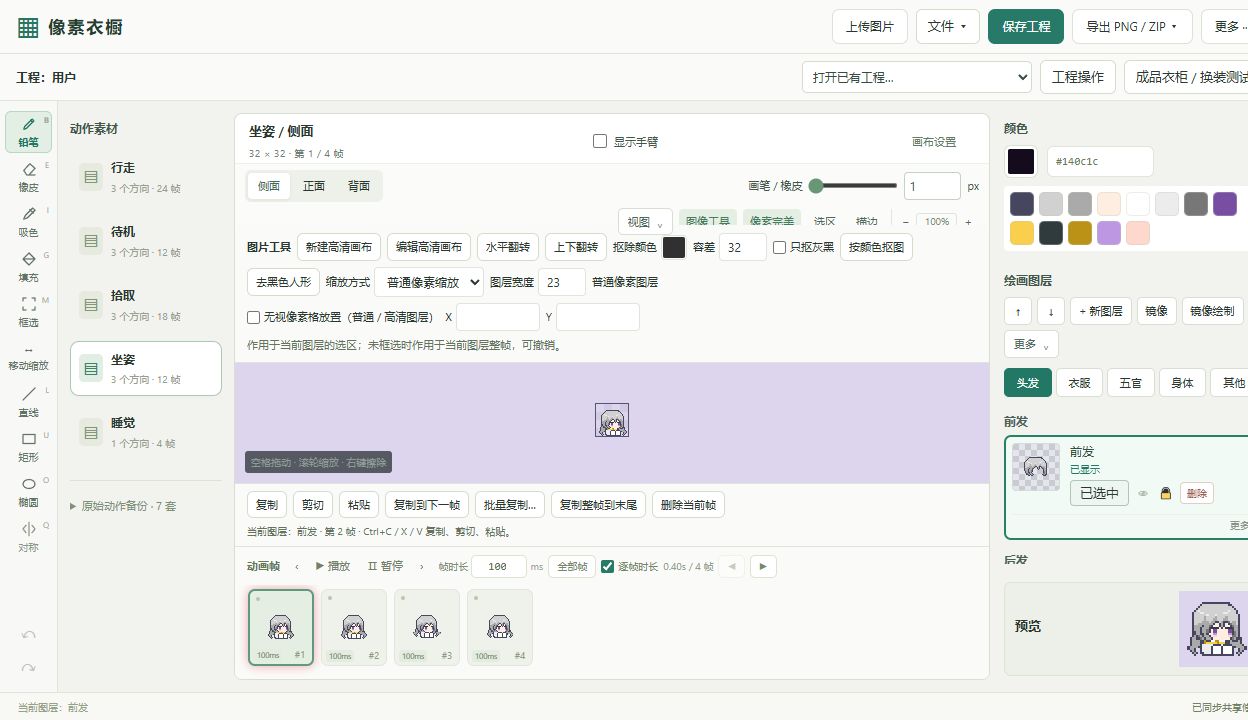 像素衣橱
上传图片
文件
保存工程
导出 PNG / ZIP
更多
工程：用户
打开已有工程...
工程操作
成品衣柜 / 换装测试
B
铅笔
E
橡皮
I
吸色
G
填充
M
框选
移动缩放
L
直线
U
矩形
O
椭圆
Q
对称
动作素材
行走
3 个方向 · 24 帧
待机
3 个方向 · 12 帧
拾取
3 个方向 · 18 帧
坐姿
3 个方向 · 12 帧
睡觉
1 个方向 · 4 帧
原始动作备份 · 7 套
坐姿 / 侧面
32 × 32 · 第 1 / 4 帧
显示手臂
画布设置
侧面
正面
背面
画笔 / 橡皮
1
px
视图
图像工具
像素完美
选区
描边
− 100% +
图片工具
新建高清画布
编辑高清画布
水平翻转
上下翻转
抠除颜色
容差
32
只抠灰黑
按颜色抠图
去黑色人形
缩放方式
普通像素缩放
图层宽度
23
普通像素图层
无视像素格放置（普通 / 高清图层）
X
Y
作用于当前图层的选区；未框选时作用于当前图层整帧，可撤销。
空格拖动 · 滚轮缩放 · 右键擦除
复制
剪切
粘贴
复制到下一帧
批量复制...
复制整帧到末尾
删除当前帧
当前图层：前发 · 第 2 帧 · Ctrl+C / X / V 复制、剪切、粘贴。
动画帧
‹
播放
暂停
›
帧时长
100
ms
全部帧
逐帧时长
0.40s / 4 帧
100ms #1
100ms #2
100ms #3
100ms #4
颜色
#140c1c
绘画图层
↑
↓
+ 新图层
镜像
镜像绘制
更多
头发
衣服
五官
身体
其他
前发
前发
已显示
已选中
删除
更多
后发
预览
当前图层：前发